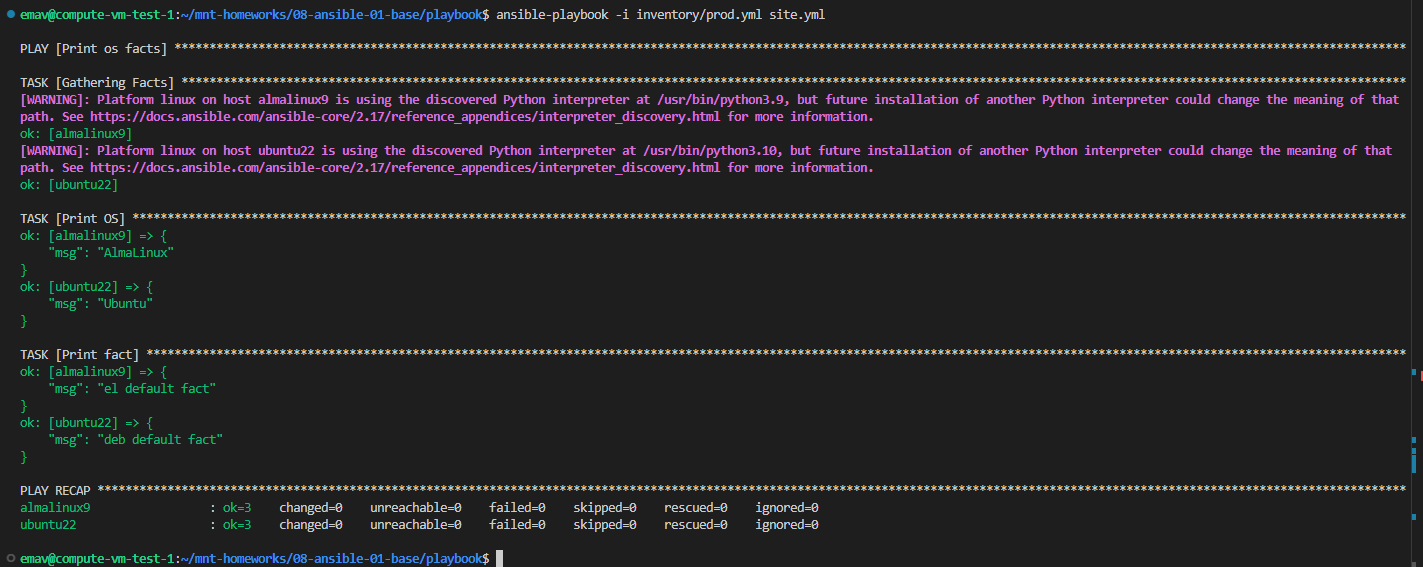 emav@compute-vm-test-1:~/mnt-homeworks/08-ansible-01-base/playbook$ ansible-playbook -i inventory/prod.yml site.yml
PLAY [Print os facts] ****************************************************************************************************************************************************************************
TASK [Gathering Facts] ***************************************************************************************************************************************************************************
[WARNING]: Platform linux on host almalinux9 is using the discovered Python interpreter at /usr/bin/python3.9, but future installation of another Python interpreter could change the meaning of that
path. See https://docs.ansible.com/ansible-core/2.17/reference_appendices/interpreter_discovery.html for more information.
ok: [almalinux9]
[WARNING]: Platform linux on host ubuntu22 is using the discovered Python interpreter at /usr/bin/python3.10, but future installation of another Python interpreter could change the meaning of that
path. See https://docs.ansible.com/ansible-core/2.17/reference_appendices/interpreter_discovery.html for more information.
ok: [ubuntu22]
TASK [Print OS] **********************************************************************************************************************************************************************************
ok: [almalinux9] => {
    "msg": "AlmaLinux"
}
ok: [ubuntu22] => {
    "msg": "Ubuntu"
}
TASK [Print fact] ********************************************************************************************************************************************************************************
ok: [almalinux9] => {
    "msg": "el default fact"
}
ok: [ubuntu22] => {
    "msg": "deb default fact"
}
PLAY RECAP ***************************************************************************************************************************************************************************************
almalinux9                 : ok=3    changed=0    unreachable=0    failed=0    skipped=0    rescued=0    ignored=0
ubuntu22                   : ok=3    changed=0    unreachable=0    failed=0    skipped=0    rescued=0    ignored=0
emav@compute-vm-test-1:~/mnt-homeworks/08-ansible-01-base/playbook$